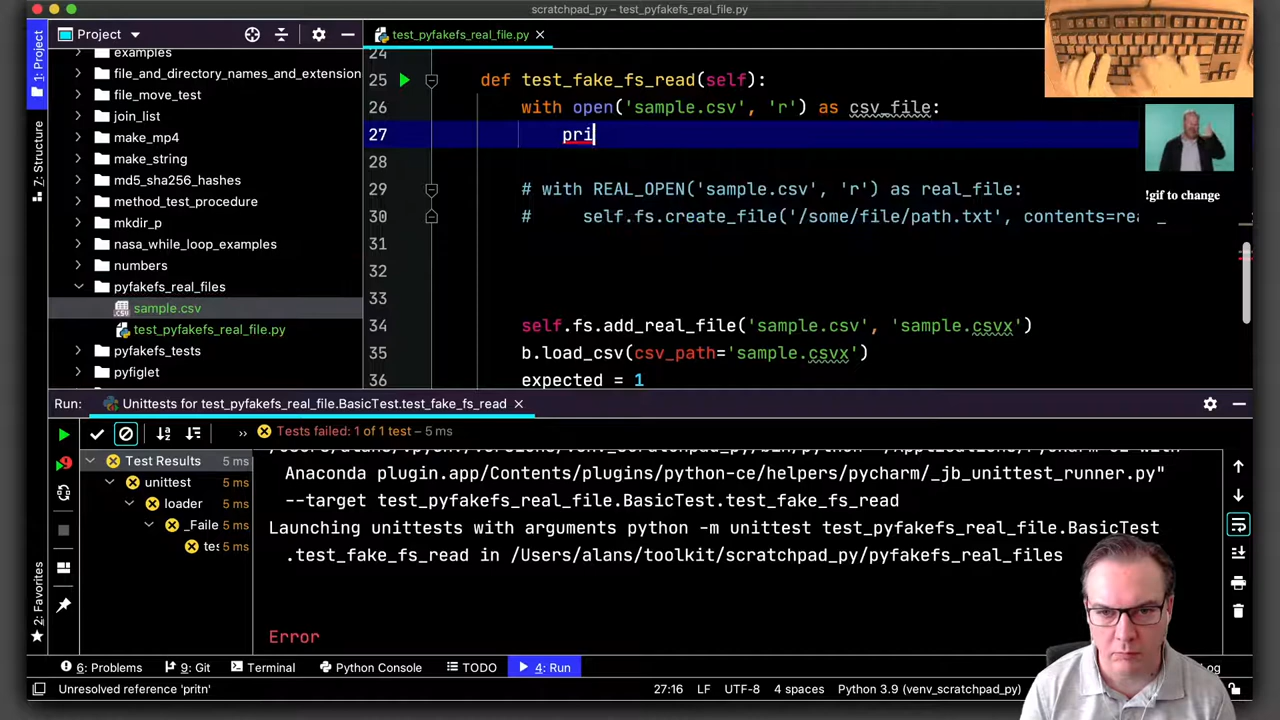 scratchpad_py – test_pyfakefs_real_file.py
Project
test_pyfakefs_real_file.py
1: Project
7: Structure
2: Favorites
examples
file_and_directory_names_and_extension
file_move_test
join_list
make_mp4
make_string
md5_sha256_hashes
method_test_procedure
mkdir_p
nasa_while_loop_examples
numbers
pyfakefs_real_files
sample.csv
test_pyfakefs_real_file.py
pyfakefs_tests
pyfiglet
24
25 def test_fake_fs_read(self):
26 with open('sample.csv', 'r') as csv_file:
27 pri
28
29 # with REAL_OPEN('sample.csv', 'r') as real_file:
30 # self.fs.create_file('/some/file/path.txt', contents=rea
31
32
33
34 self.fs.add_real_file('sample.csv', 'sample.csvx')
35 b.load_csv(csv_path='sample.csvx')
36 expected = 1
!gif to change
Run: Unittests for test_pyfakefs_real_file.BasicTest.test_fake_fs_read
» Tests failed: 1 of 1 test – 5 ms
Test Results 5 ms
unittest 5 ms
loader 5 ms
_Faile 5 ms
tes 5 ms
Anaconda plugin.app/Contents/plugins/python-ce/helpers/pycharm/_jb_unittest_runner.py"
--target test_pyfakefs_real_file.BasicTest.test_fake_fs_read
Launching unittests with arguments python -m unittest test_pyfakefs_real_file.BasicTest
.test_fake_fs_read in /Users/alans/toolkit/scratchpad_py/pyfakefs_real_files
Error
6: Problems 9: Git Terminal Python Console TODO 4: Run
Unresolved reference 'pritn' 27:16 LF UTF-8 4 spaces Python 3.9 (venv_scratchpad_py)